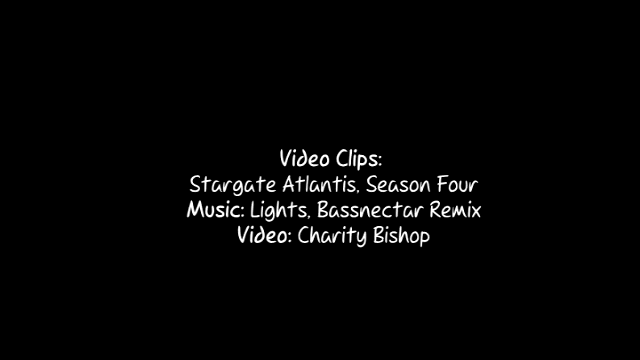 Video Clips:
Stargate Atlantis, Season Four
Music: Lights, Bassnectar Remix
Video: Charity Bishop